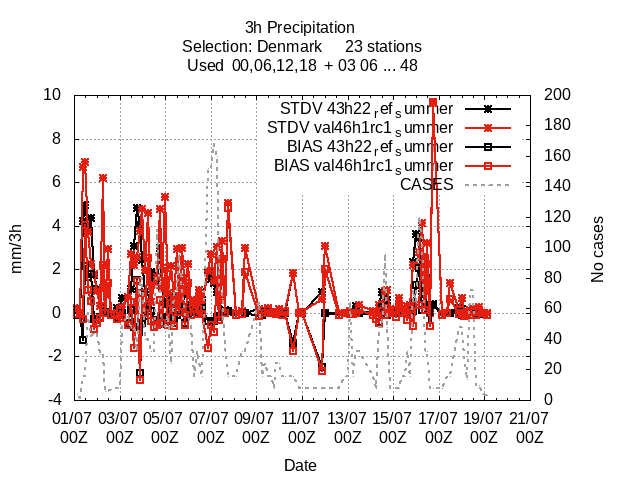 3h Precipitation
Selection: Denmark 23 stations
Used 00,06,12,18 + 03 06 ... 48
STDV 43h22_ref_summer
STDV val46h1rc1_summer
BIAS 43h22_ref_summer
BIAS val46h1rc1_summer
CASES
mm/3h
10
8
6
4
2
0
-2
-4
No cases
200
180
160
140
120
100
80
60
40
20
0
01/07 03/07 05/07 07/07 09/07 11/07 13/07 15/07 17/07 19/07 21/07
00Z 00Z 00Z 00Z 00Z 00Z 00Z 00Z 00Z 00Z 00Z
Date